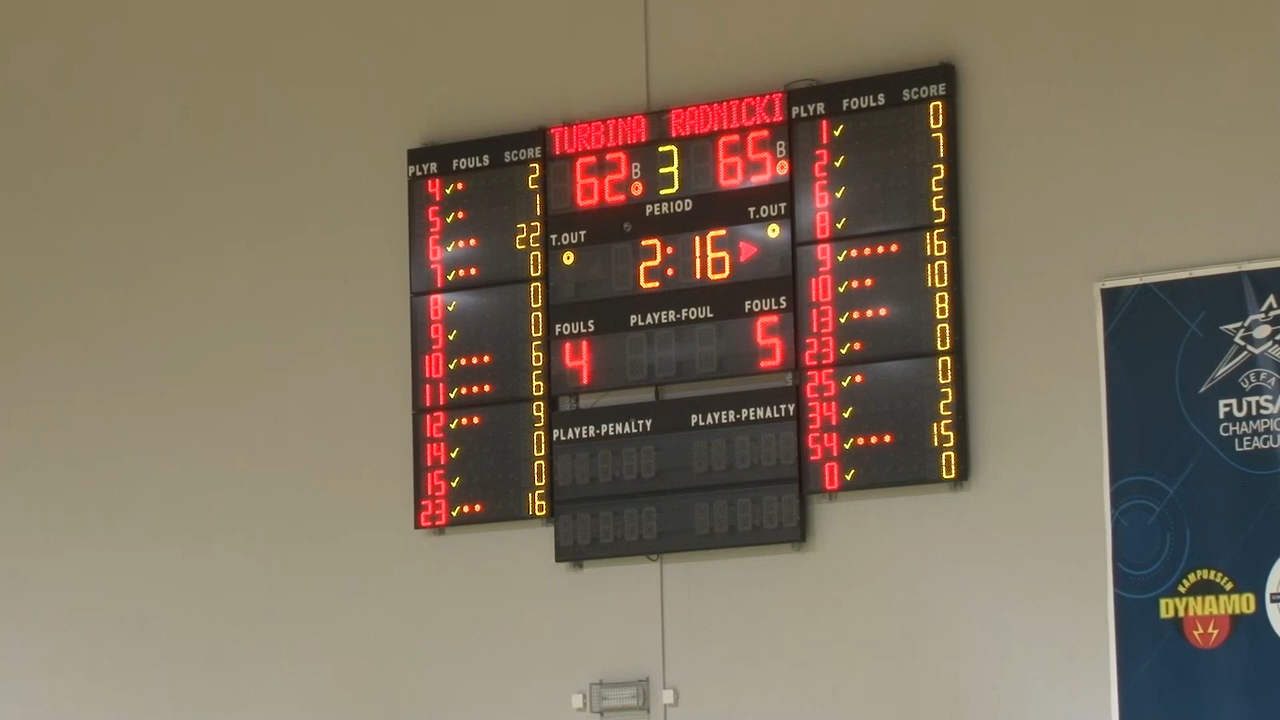 TURBINA RADNICKI
62 B 3 65 B
PERIOD
T.OUT 2:16 T.OUT
FOULS PLAYER-FOUL FOULS
4 5
PLAYER-PENALTY PLAYER-PENALTY
PLYR FOULS SCORE
4 2
5 1
6 22
7 0
8 0
9 0
10 6
11 6
12 9
14 0
15 0
23 16
PLYR FOULS SCORE
1 0
2 7
6 2
8 5
9 16
10 10
13 8
23 0
25 0
34 2
54 15
0 0
UEFA
FUTSA
CHAMPIO
LEAGU
KAMPUKSEN
DYNAMO